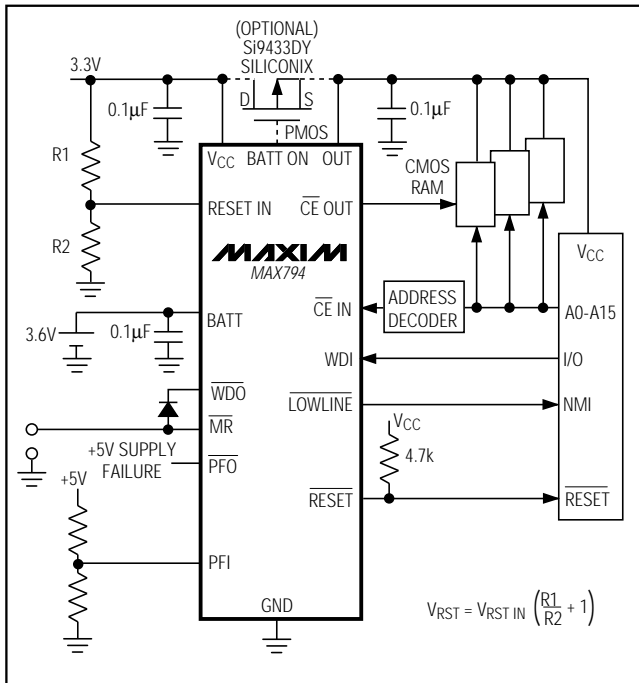 (OPTIONAL)
Si9433DY
SILICONIX
3.3V
D
S
0.1µF
0.1µF
PMOS
R1
VCC
BATT ON
OUT
CMOS
RAM
RESET IN
CE OUT
R2
MAXIM
MAX794
VCC
CE IN
ADDRESS
DECODER
A0-A15
BATT
3.6V
0.1µF
WDI
I/O
WDO
LOWLINE
NMI
MR
VCC
+5V SUPPLY
FAILURE
PFO
4.7k
+5V
RESET
RESET
PFI
GND
VRST = VRST IN (R1/R2 + 1)